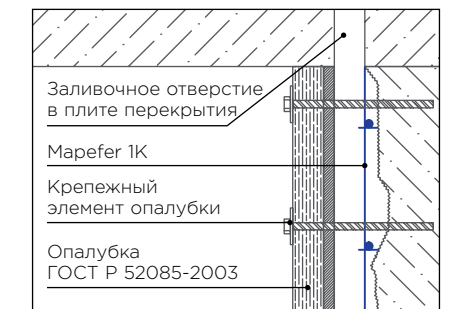 Заливочное отверстие
в плите перекрытия
Mapefer 1K
Крепежный
элемент опалубки
Опалубка
ГОСТ Р 52085-2003